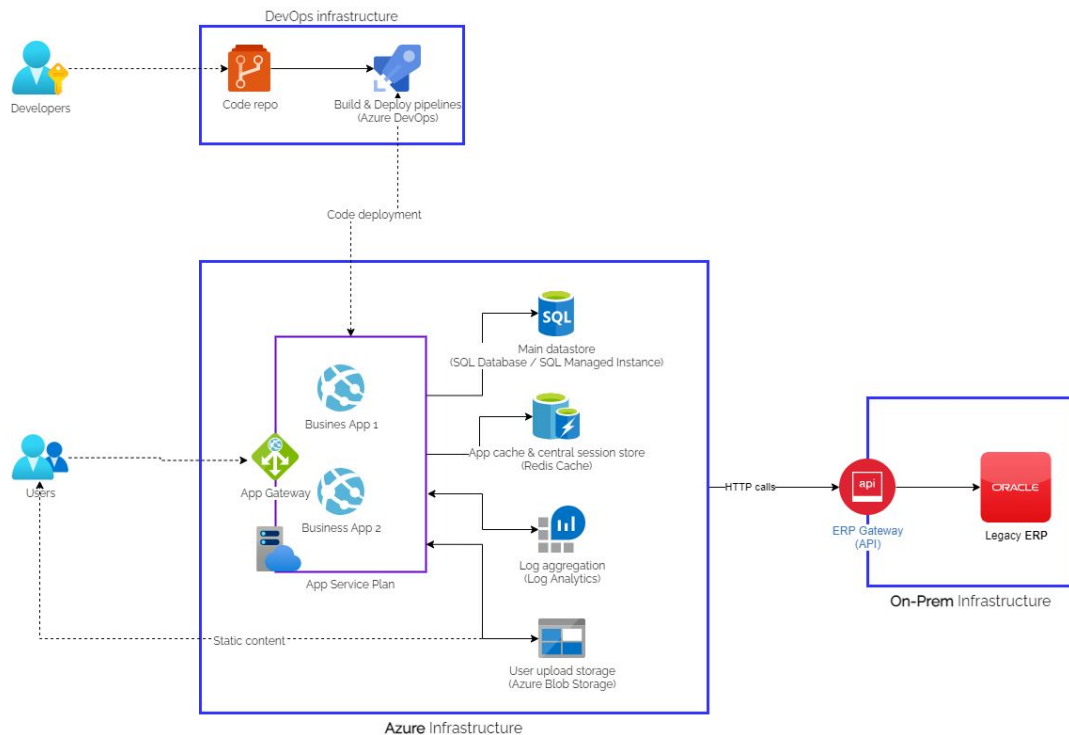 DevOps infrastructure
Developers
Code repo
Build & Deploy pipelines
(Azure DevOps)
Code deployment
SQL
Main datastore
(SQL Database / SQL Managed Instance)
Busines App 1
App cache & central session store
(Redis Cache)
Users
App Gateway
Business App 2
App Service Plan
Log aggregation
(Log Analytics)
Static content
User upload storage
(Azure Blob Storage)
Azure Infrastructure
HTTP calls
api
ERP Gateway
(API)
ORACLE
Legacy ERP
On-Prem Infrastructure